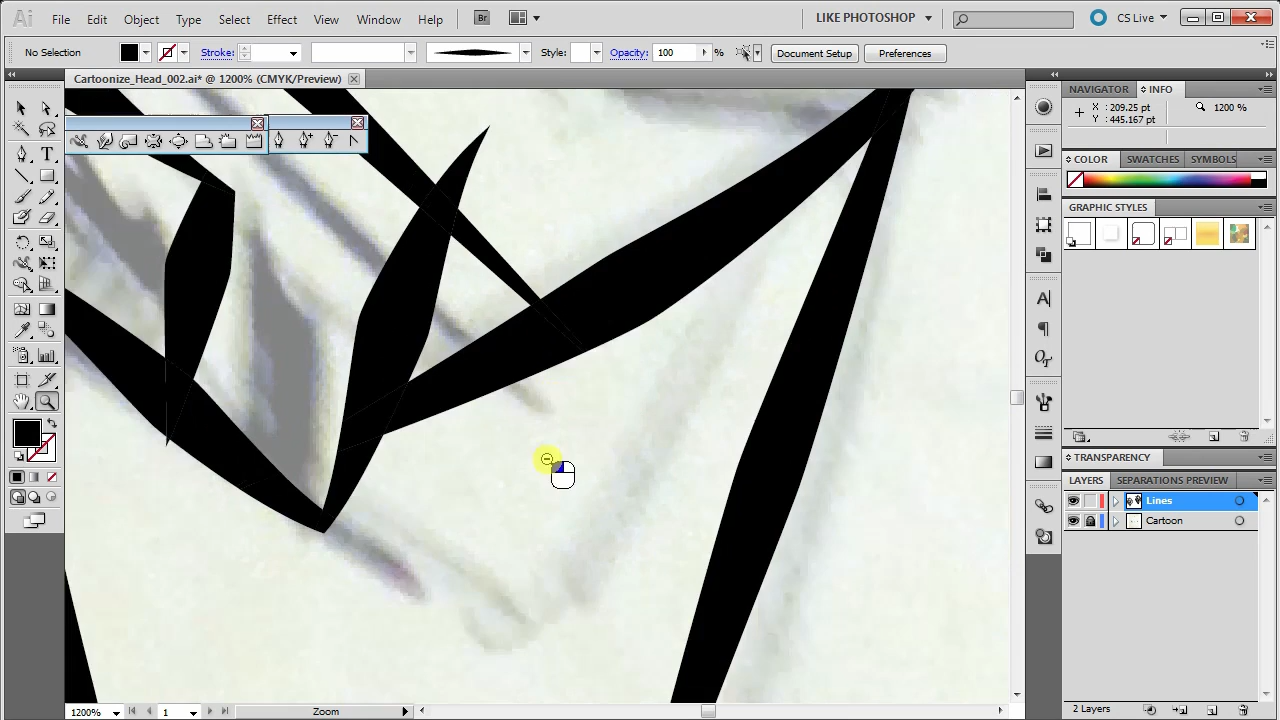 Ai File Edit Object Type Select Effect View Window Help Br LIKE PHOTOSHOP CS Live
No Selection Stroke: Style: Opacity: 100 % Document Setup Preferences
Cartoonize_Head_002.ai* @ 1200% (CMYK/Preview)
NAVIGATOR INFO
X : 209.25 pt 1200 %
Y : 445.167 pt
COLOR SWATCHES SYMBOLS
GRAPHIC STYLES
TRANSPARENCY
LAYERS SEPARATIONS PREVIEW
Lines
Cartoon
1200% 1 Zoom 2 Layers